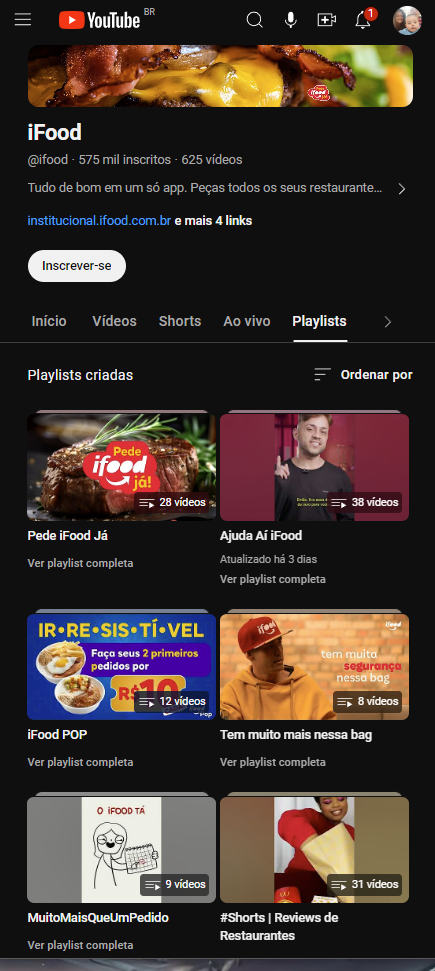 YouTube BR
1
iFood
@ifood · 575 mil inscritos · 625 vídeos
Tudo de bom em um só app. Peças todos os seus restaurante...
institucional.ifood.com.br e mais 4 links
Inscrever-se
Início Vídeos Shorts Ao vivo Playlists
Playlists criadas
Ordenar por
Pede
ifood
já!
28 vídeos
38 vídeos
Pede iFood Já
Ajuda Aí iFood
Atualizado há 3 dias
Ver playlist completa
Ver playlist completa
IR•RE•SIS•TÍ•VEL
Faça seus 2 primeiros
pedidos por
R$10
12 vídeos
ifood
tem muito
segurança
nessa bag
8 vídeos
iFood POP
Tem muito mais nessa bag
Ver playlist completa
Ver playlist completa
O IFOOD TÁ
9 vídeos
31 vídeos
MuitoMaisQueUmPedido
#Shorts | Reviews de
Restaurantes
Ver playlist completa